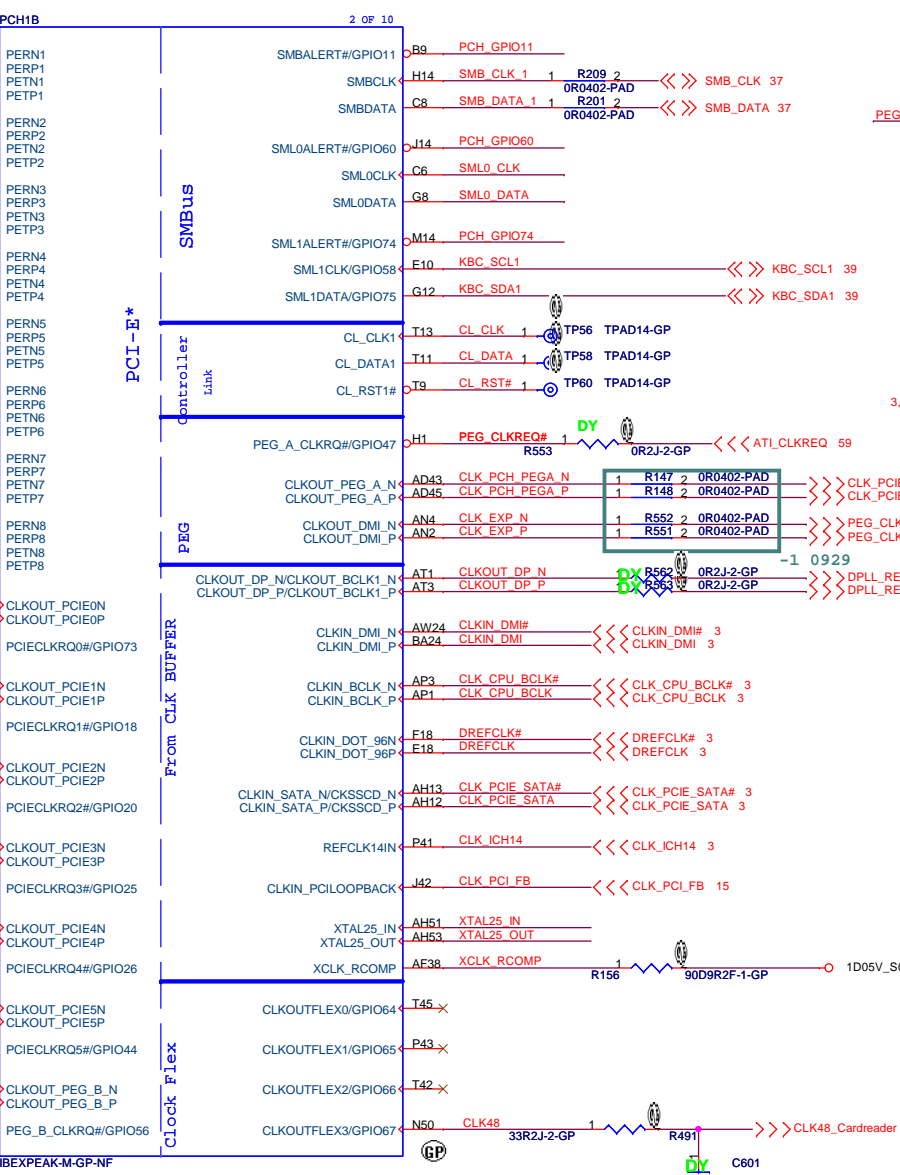 PCH1B 2 OF 10
PERN1
PERP1
PETN1
PETP1
PERN2
PERP2
PETN2
PETP2
PERN3
PERP3
PETN3
PETP3
PERN4
PERP4
PETN4
PETP4
PERN5
PERP5
PETN5
PETP5
PERN6
PERP6
PETN6
PETP6
PERN7
PERP7
PETN7
PETP7
PERN8
PERP8
PETN8
PETP8
CLKOUT_PCIE0N
CLKOUT_PCIE0P
PCIECLKRQ0#/GPIO73
CLKOUT_PCIE1N
CLKOUT_PCIE1P
PCIECLKRQ1#/GPIO18
CLKOUT_PCIE2N
CLKOUT_PCIE2P
PCIECLKRQ2#/GPIO20
CLKOUT_PCIE3N
CLKOUT_PCIE3P
PCIECLKRQ3#/GPIO25
CLKOUT_PCIE4N
CLKOUT_PCIE4P
PCIECLKRQ4#/GPIO26
CLKOUT_PCIE5N
CLKOUT_PCIE5P
PCIECLKRQ5#/GPIO44
CLKOUT_PEG_B_N
CLKOUT_PEG_B_P
PEG_B_CLKRQ#/GPIO56
IBEXPEAK-M-GP-NF
PCI-E*
SMBus
Controller
Link
PEG
From CLK BUFFER
Clock Flex
SMBALERT#/GPIO11 B9 PCH_GPIO11
SMBCLK H14 SMB_CLK_1 1 R209 2 SMB_CLK 37
0R0402-PAD
SMBDATA C8 SMB_DATA_1 1 R201 2 SMB_DATA 37
0R0402-PAD
PEG
SML0ALERT#/GPIO60 J14 PCH_GPIO60
SML0CLK C6 SML0_CLK
SML0DATA G8 SML0_DATA
SML1ALERT#/GPIO74 M14 PCH_GPIO74
SML1CLK/GPIO58 E10 KBC_SCL1 KBC_SCL1 39
SML1DATA/GPIO75 G12 KBC_SDA1 KBC_SDA1 39
CL_CLK1 T13 CL_CLK 1 TP56 TPAD14-GP
CL_DATA1 T11 CL_DATA 1 TP58 TPAD14-GP
CL_RST1# T9 CL_RST# 1 TP60 TPAD14-GP
3,
DY
PEG_A_CLKRQ#/GPIO47 H1 PEG_CLKREQ# 1 ATI_CLKREQ 59
R553 0R2J-2-GP
CLKOUT_PEG_A_N AD43 CLK_PCH_PEGA_N 1 R147 2 0R0402-PAD CLK_PCIE
CLKOUT_PEG_A_P AD45 CLK_PCH_PEGA_P 1 R148 2 0R0402-PAD CLK_PCIE
CLKOUT_DMI_N AN4 CLK_EXP_N 1 R552 2 0R0402-PAD PEG_CLK
CLKOUT_DMI_P AN2 CLK_EXP_P 1 R551 2 0R0402-PAD PEG_CLK
-1 0929
CLKOUT_DP_N/CLKOUT_BCLK1_N AT1 CLKOUT_DP_N DY R562 0R2J-2-GP DPLL_RE
CLKOUT_DP_P/CLKOUT_BCLK1_P AT3 CLKOUT_DP_P DY R563 0R2J-2-GP DPLL_RE
CLKIN_DMI_N AW24 CLKIN_DMI# CLKIN_DMI# 3
CLKIN_DMI_P BA24 CLKIN_DMI CLKIN_DMI 3
CLKIN_BCLK_N AP3 CLK_CPU_BCLK# CLK_CPU_BCLK# 3
CLKIN_BCLK_P AP1 CLK_CPU_BCLK CLK_CPU_BCLK 3
CLKIN_DOT_96N F18 DREFCLK# DREFCLK# 3
CLKIN_DOT_96P E18 DREFCLK DREFCLK 3
CLKIN_SATA_N/CKSSCD_N AH13 CLK_PCIE_SATA# CLK_PCIE_SATA# 3
CLKIN_SATA_P/CKSSCD_P AH12 CLK_PCIE_SATA CLK_PCIE_SATA 3
REFCLK14IN P41 CLK_ICH14 CLK_ICH14 3
CLKIN_PCILOOPBACK J42 CLK_PCI_FB CLK_PCI_FB 15
XTAL25_IN AH51 XTAL25_IN
XTAL25_OUT AH53 XTAL25_OUT
XCLK_RCOMP AF38 XCLK_RCOMP 1 1D05V_S0
R156 90D9R2F-1-GP
CLKOUTFLEX0/GPIO64 T45
CLKOUTFLEX1/GPIO65 P43
CLKOUTFLEX2/GPIO66 T42
CLKOUTFLEX3/GPIO67 N50 CLK48 1 CLK48_Cardreader
33R2J-2-GP R491
GP
DY C601